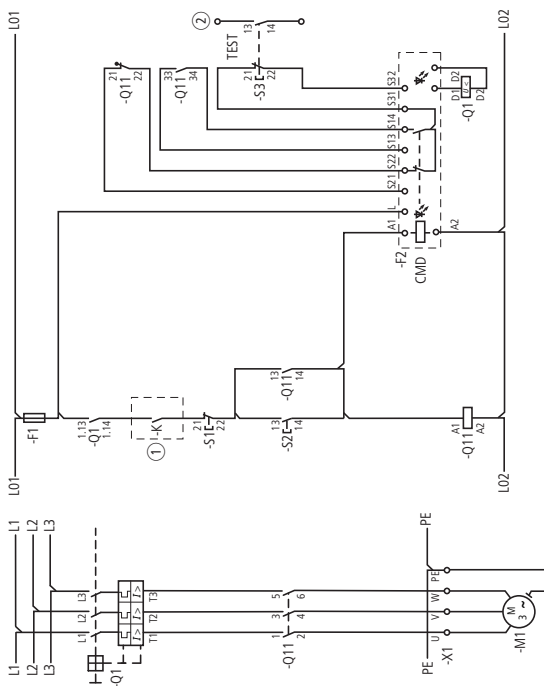 L1
L2
L3
L1
L2
L3
L1
L2
L3
-Q1
I>
I>
I>
T1
T2
T3
-Q11
1
2
3
4
5
6
PE
PE
-X1
U
V
W
PE
M
3 ~
-M1
L01
L01
-F1
-Q1
1.13
1.14
1
-K
-S1
21
22
-S2
13
14
-Q11
13
14
-Q11
A1
A2
L02
L02
-Q1
21
22
-Q1
33
34
-S3
21
22
TEST
13
14
2
-F2
CMD
A1
L
S21
S22
S13
S14
S31
S32
A2
-Q1
D1
U <
D2
D2